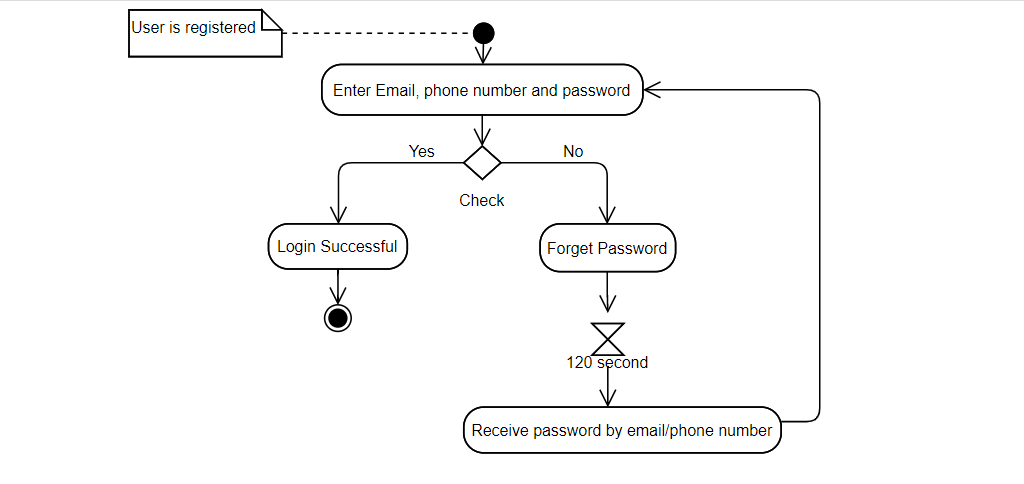 User is registered
Enter Email, phone number and password
Yes
No
Check
Login Successful
Forget Password
120 second
Receive password by email/phone number